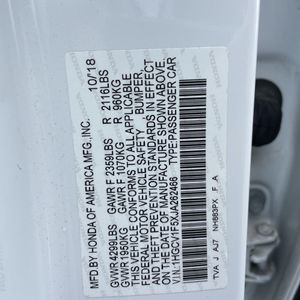 MFD. BY HONDA OF AMERICA MFG., INC. 10/18
GVWR 4299LBS GAWR F 2359LBS R 2116LBS
GVWR 1950KG GAWR F 1070KG R 960KG
THIS VEHICLE CONFORMS TO ALL APPLICABLE
FEDERAL MOTOR VEHICLE SAFETY, BUMPER,
AND THEFT PREVENTION STANDARDS IN EFFECT
ON THE DATE OF MANUFACTURE SHOWN ABOVE.
VIN: 1HGCV1F6XJA262466 TYPE:PASSENGER CAR
TVA J AJ7 NH883PX F A